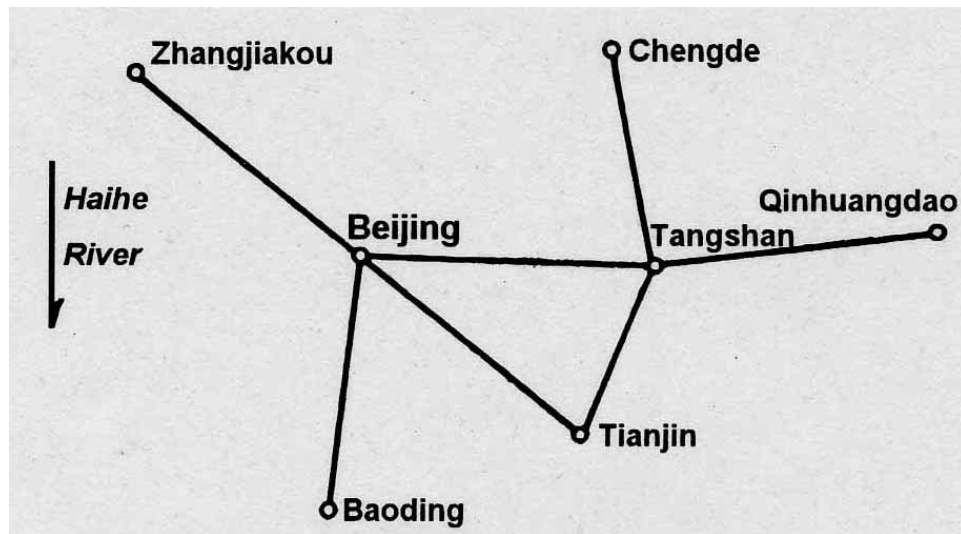 Zhangjiakou
Chengde
Haihe
River
Qinhuangdao
Beijing
Tangshan
Tianjin
Baoding